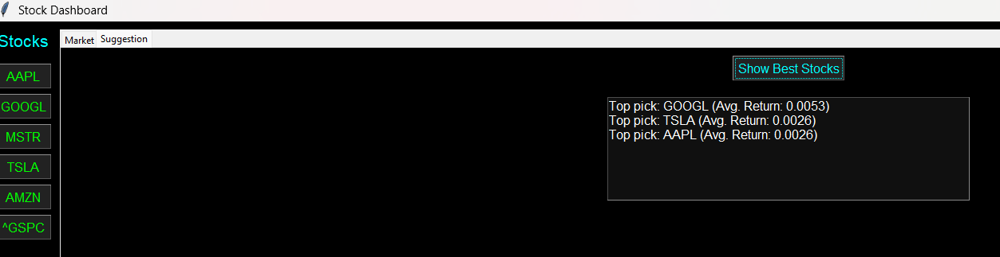 Stock Dashboard
Stocks
Market
Suggestion
AAPL
GOOGL
MSTR
TSLA
AMZN
^GSPC
Show Best Stocks
Top pick: GOOGL (Avg. Return: 0.0053)
Top pick: TSLA (Avg. Return: 0.0026)
Top pick: AAPL (Avg. Return: 0.0026)